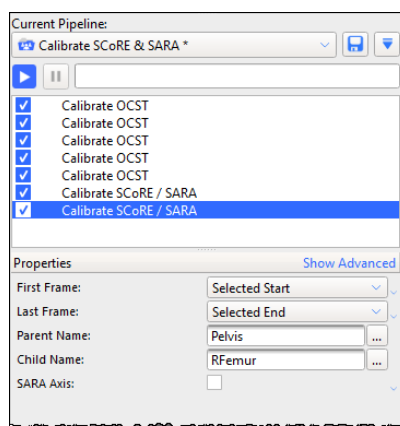 Current Pipeline:
Calibrate SCoRE & SARA *
Calibrate OCST
Calibrate OCST
Calibrate OCST
Calibrate OCST
Calibrate OCST
Calibrate SCoRE / SARA
Calibrate SCoRE / SARA
Properties Show Advanced
First Frame: Selected Start
Last Frame: Selected End
Parent Name: Pelvis ...
Child Name: RFemur ...
SARA Axis: